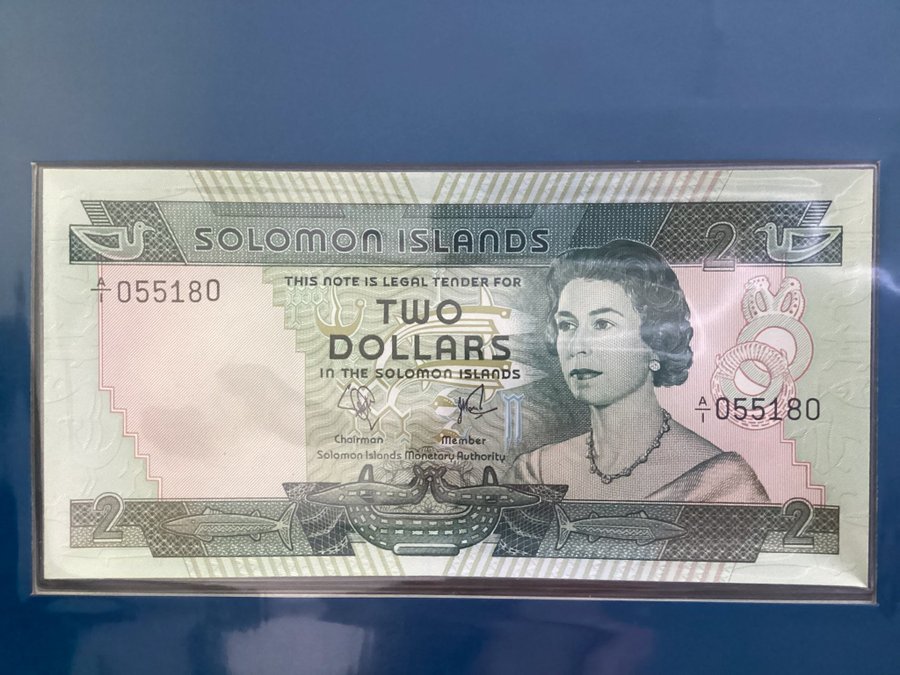 SOLOMON ISLANDS
2
A/1 055180
THIS NOTE IS LEGAL TENDER FOR
TWO
DOLLARS
IN THE SOLOMON ISLANDS
A/1 055180
Chairman Member
Solomon Islands Monetary Authority
2 2